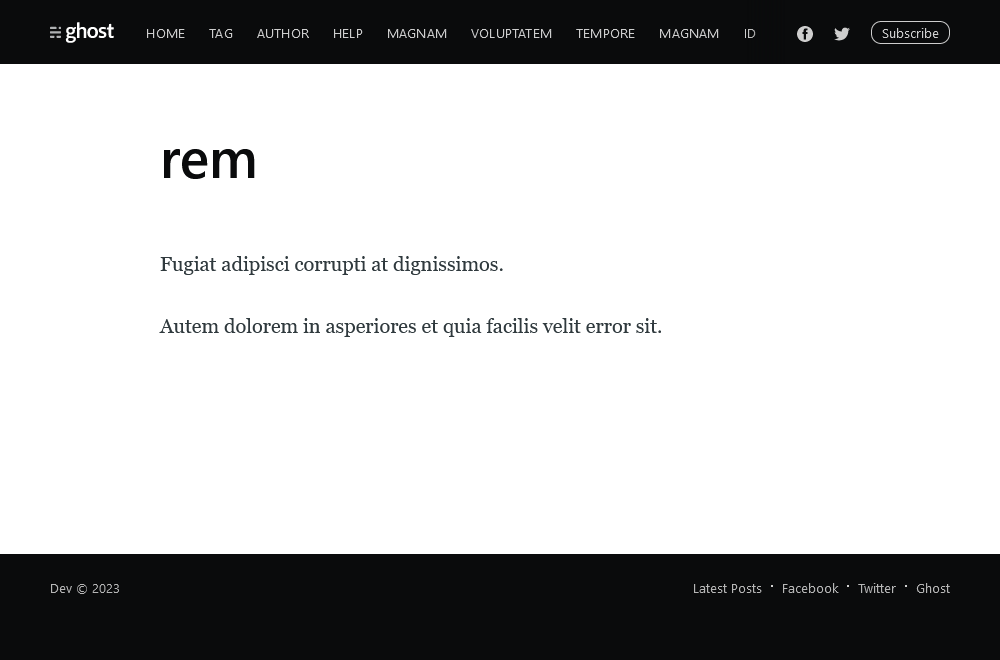 ghost HOME TAG AUTHOR HELP MAGNAM VOLUPTATEM TEMPORE MAGNAM ID Subscribe
rem
Fugiat adipisci corrupti at dignissimos.
Autem dolorem in asperiores et quia facilis velit error sit.
Dev © 2023 Latest Posts · Facebook · Twitter · Ghost